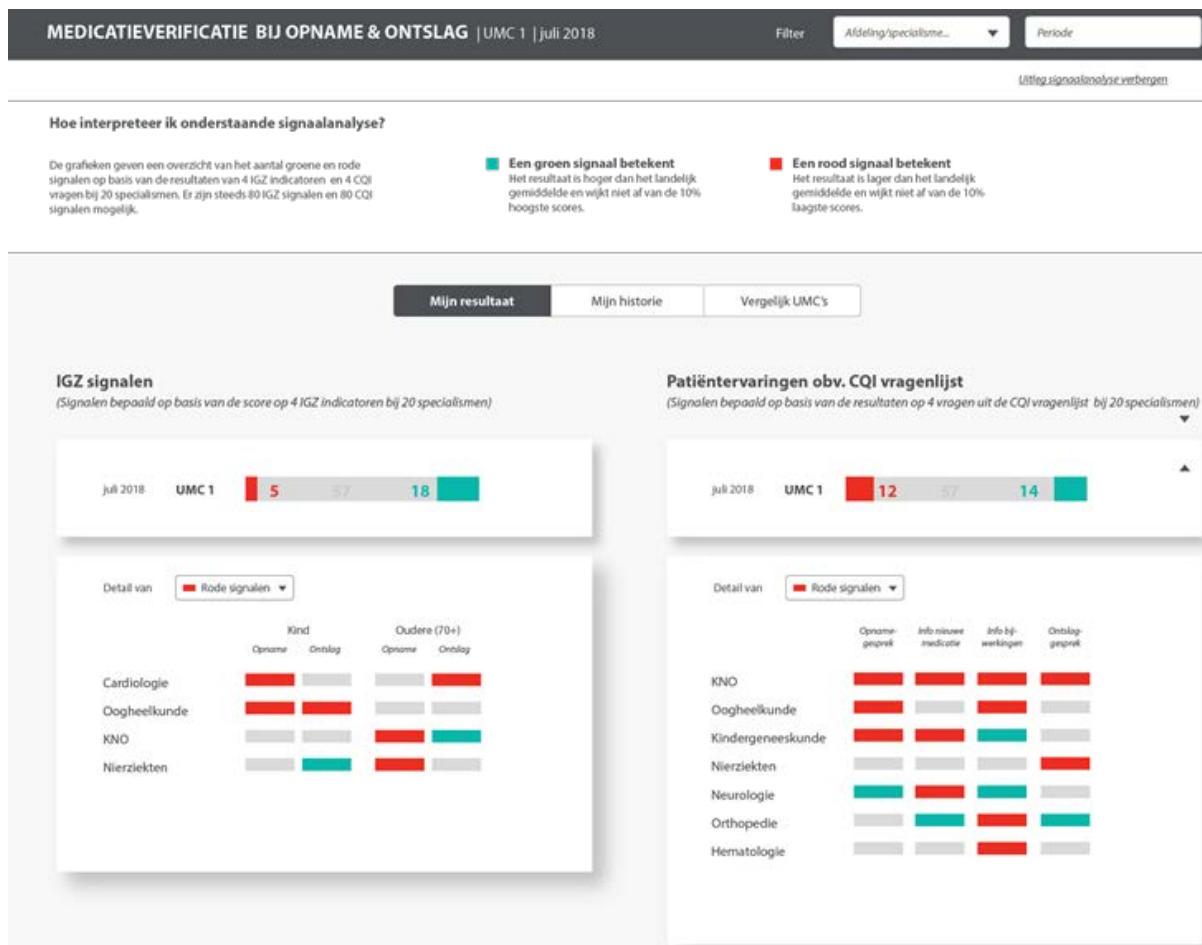 MEDICATIEVERIFICATIE BIJ OPNAME & ONTSLAG | UMC 1 | juli 2018
Filter
Afdeling/specialisme...
Periode
Uitleg signaalanalyse verbergen
Hoe interpreteer ik onderstaande signaalanalyse?
De grafieken geven een overzicht van het aantal groene en rode
signalen op basis van de resultaten van 4 IGZ indicatoren en 4 CQI
vragen bij 20 specialismen. Er zijn steeds 80 IGZ signalen en 80 CQI
signalen mogelijk.
Een groen signaal betekent
Het resultaat is hoger dan het landelijk
gemiddelde en wijkt niet af van de 10%
hoogste scores.
Een rood signaal betekent
Het resultaat is lager dan het landelijk
gemiddelde en wijkt niet af van de 10%
laagste scores.
Mijn resultaat
Mijn historie
Vergelijk UMC's
IGZ signalen
(Signalen bepaald op basis van de score op 4 IGZ indicatoren bij 20 specialismen)
juli 2018 UMC 1 5 57 18
Detail van Rode signalen
Kind Oudere (70+)
Opname Ontslag Opname Ontslag
Cardiologie
Oogheelkunde
KNO
Nierziekten
Patiëntervaringen obv. CQI vragenlijst
(Signalen bepaald op basis van de resultaten op 4 vragen uit de CQI vragenlijst bij 20 specialismen)
juli 2018 UMC 1 12 57 14
Detail van Rode signalen
Opname- Info nieuwe Info bij- Ontslag-
gesprek medicatie werkingen gesprek
KNO
Oogheelkunde
Kindergeneeskunde
Nierziekten
Neurologie
Orthopedie
Hematologie